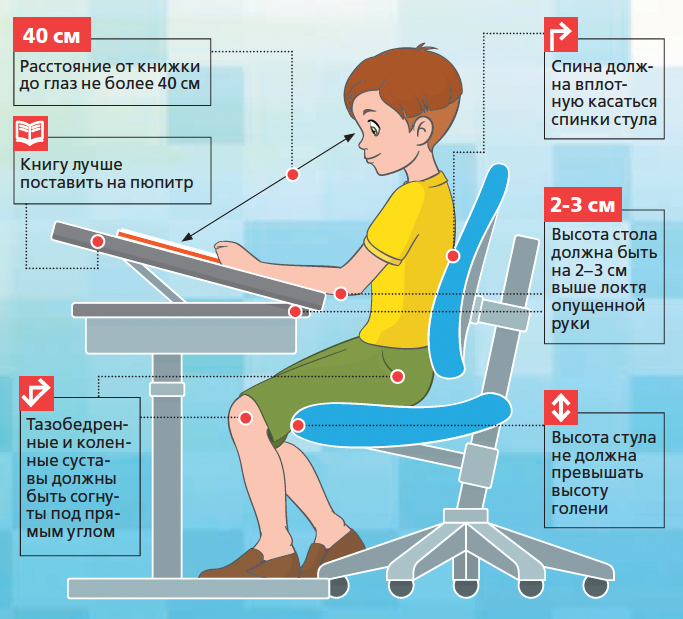 40 см
Расстояние от книжки
до глаз не более 40 см
Книгу лучше
поставить на пюпитр
Спина долж-
на вплот-
ную касаться
спинки стула
2-3 см
Высота стола
должна быть
на 2–3 см
выше локтя
опущенной
руки
Тазобедрен-
ные и колен-
ные суста-
вы должны
быть согну-
ты под пря-
мым углом
Высота стула
не должна
превышать
высоту
голени